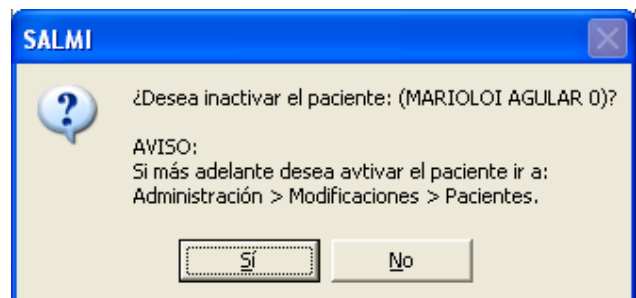 SALMI
¿Desea inactivar el paciente: (MARIOLOI AGULAR 0)?
AVISO:
Si más adelante desea avtivar el paciente ir a:
Administración > Modificaciones > Pacientes.
Sí
No